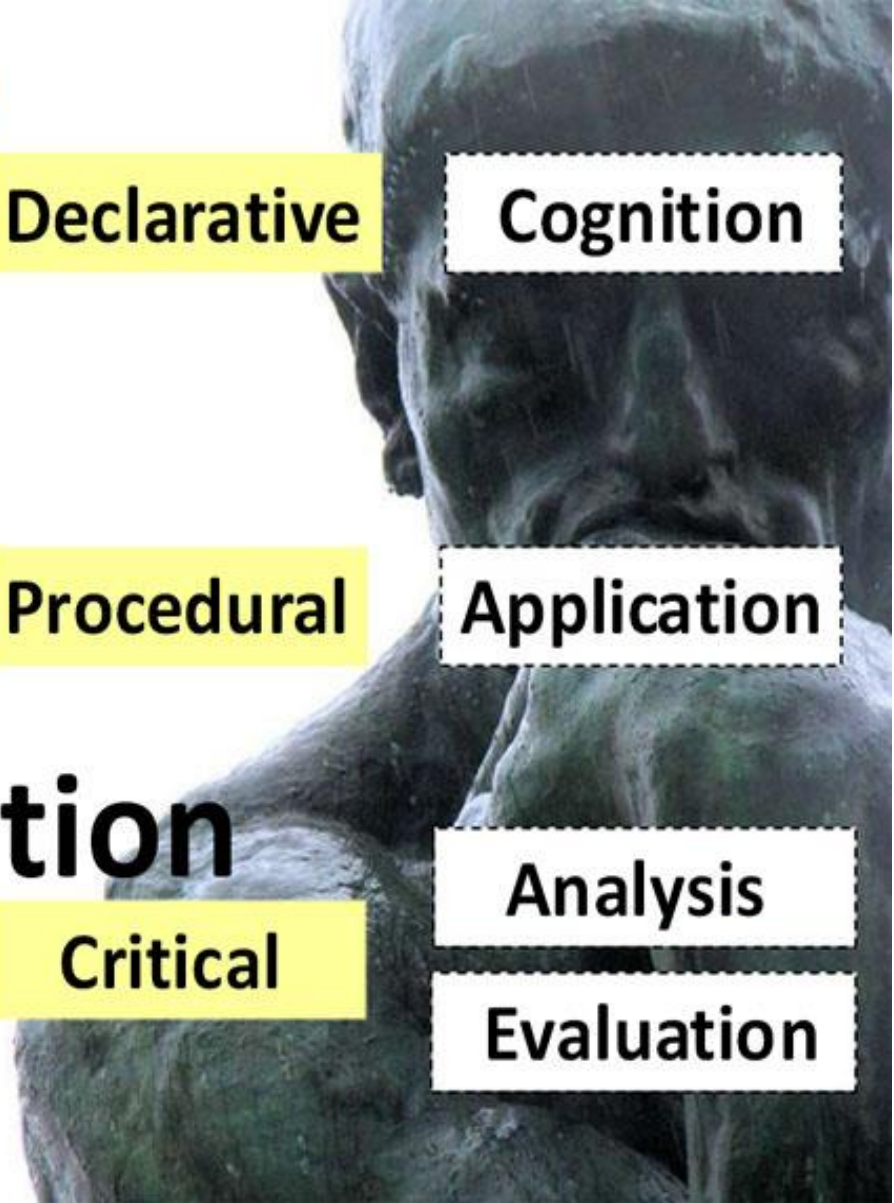 Declarative
Cognition
Procedural
Application
tion
Critical
Analysis
Evaluation